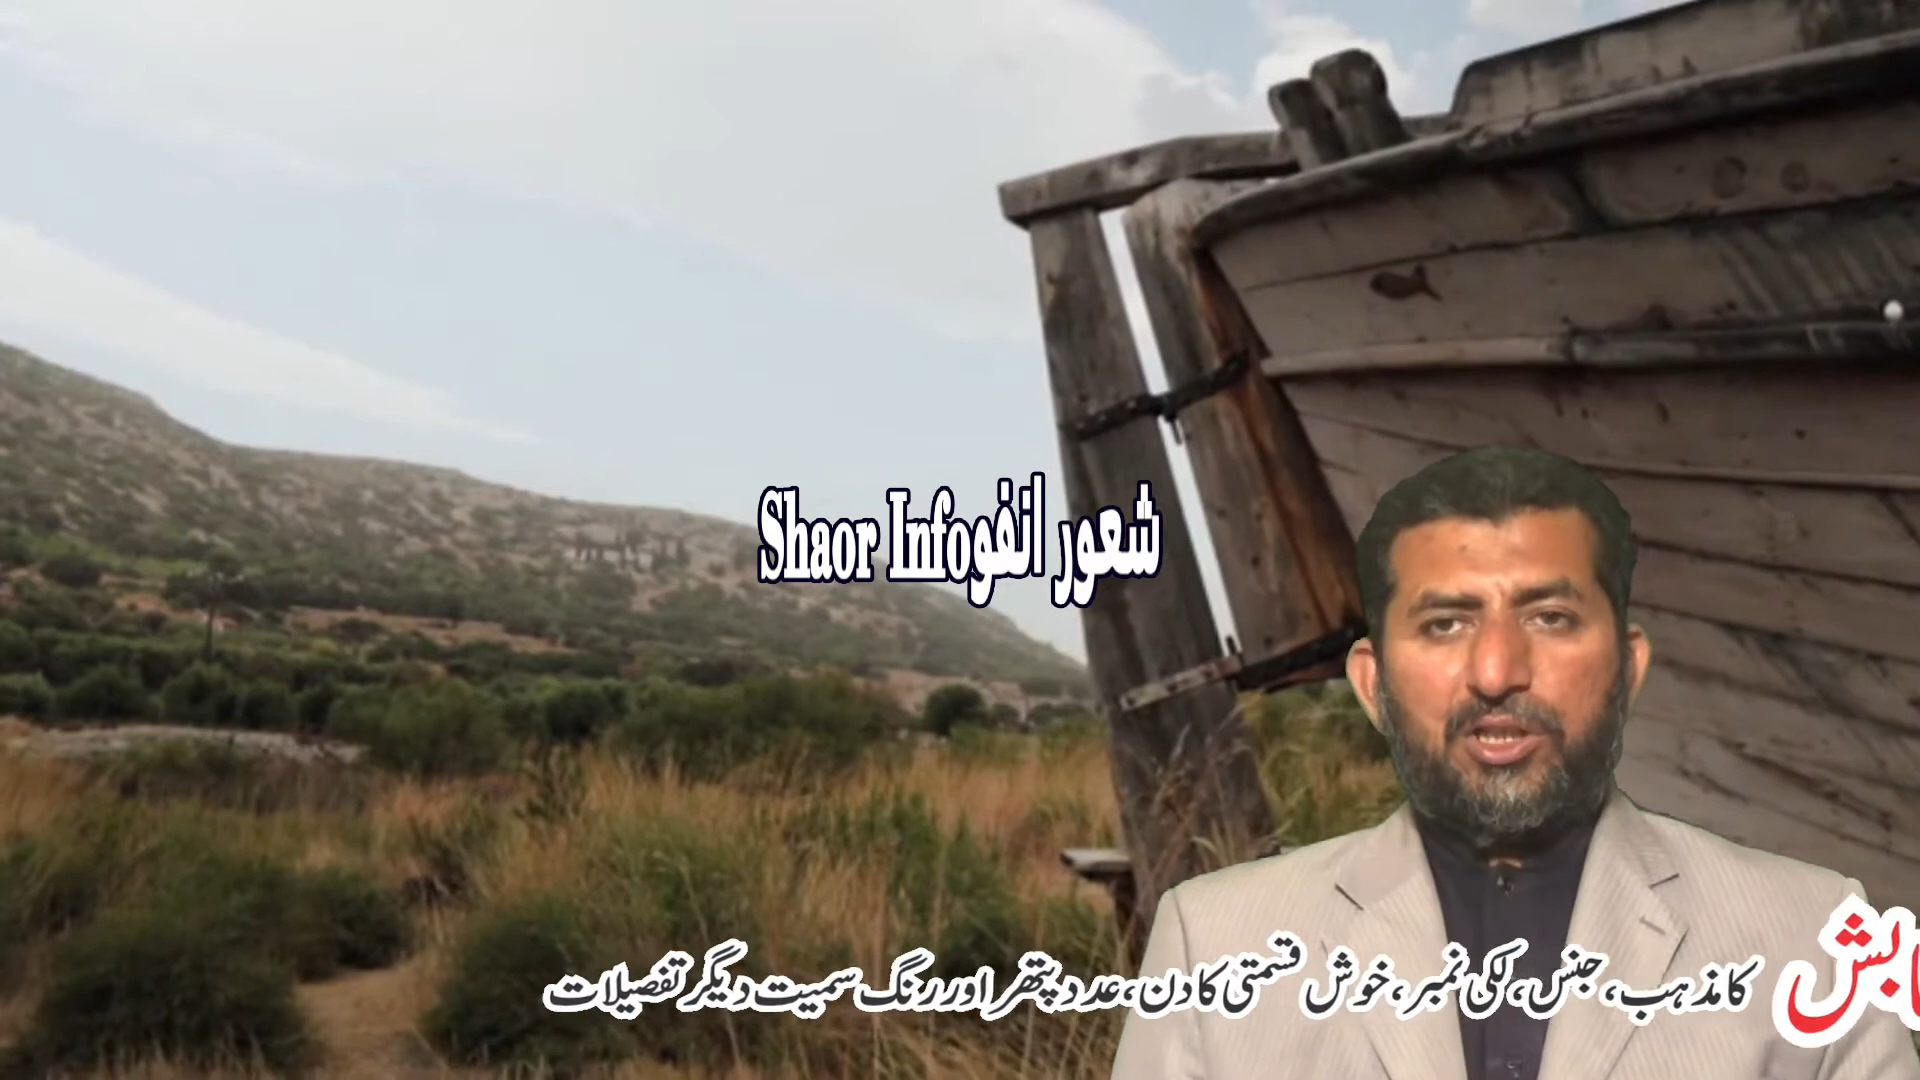 Shaor Infoشعور انفو
کا مذہب، جنس، لکی نمبر، خوش قسمتی کا دن، عدد پتھر اور رنگ سمیت دیگر تفصیلات